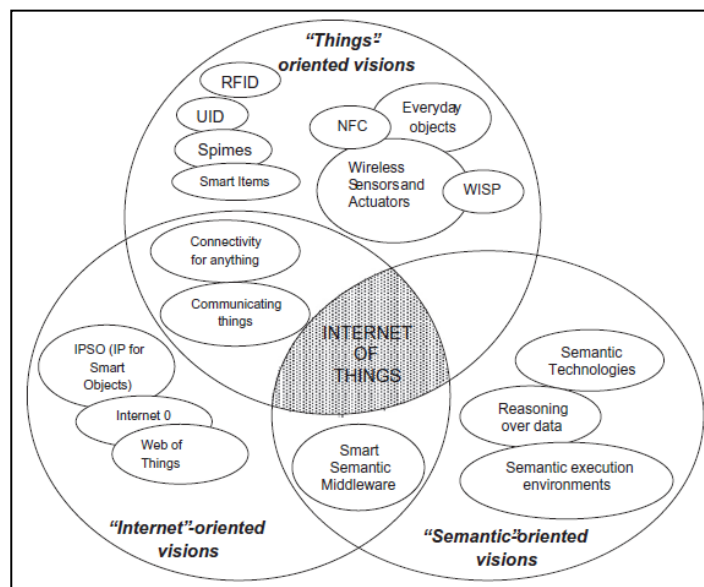 “Things”-
oriented visions
RFID
UID
Spimes
Smart Items
NFC
Everyday
objects
Wireless
Sensors and
Actuators
WISP
Connectivity
for anything
Communicating
things
INTERNET
OF
THINGS
IPSO (IP for
Smart
Objects)
Internet 0
Web of
Things
Smart
Semantic
Middleware
Semantic
Technologies
Reasoning
over data
Semantic execution
environments
“Internet”-oriented
visions
“Semantic”-oriented
visions